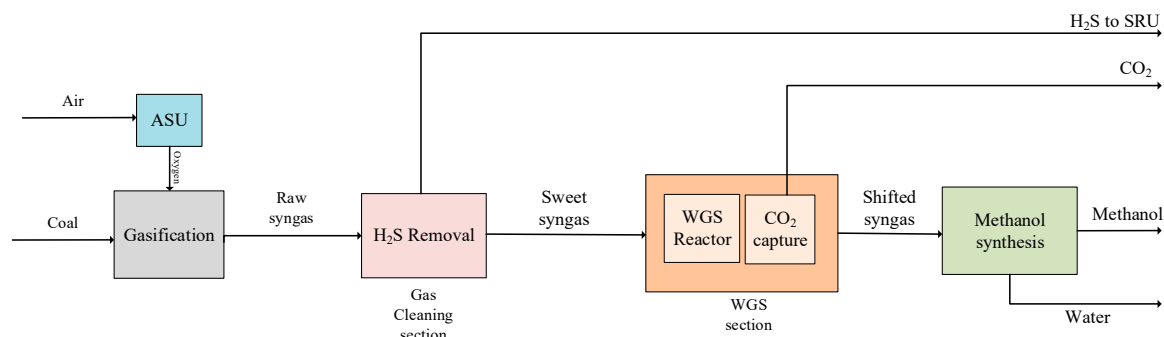 H₂S to SRU
CO₂
Air
ASU
Oxygen
Coal
Gasification
Raw
syngas
H₂S Removal
Gas
Cleaning
section
Sweet
syngas
WGS
Reactor
CO₂
capture
WGS
section
Shifted
syngas
Methanol
synthesis
Methanol
Water